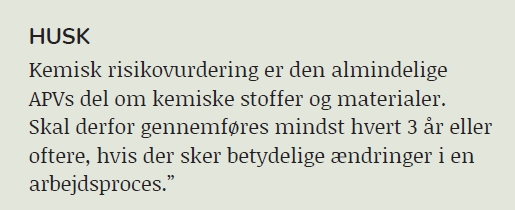 HUSK
Kemisk risikovurdering er den almindelige
APVs del om kemiske stoffer og materialer.
Skal derfor gennemføres mindst hvert 3 år eller
oftere, hvis der sker betydelige ændringer i en
arbejdsproces.”